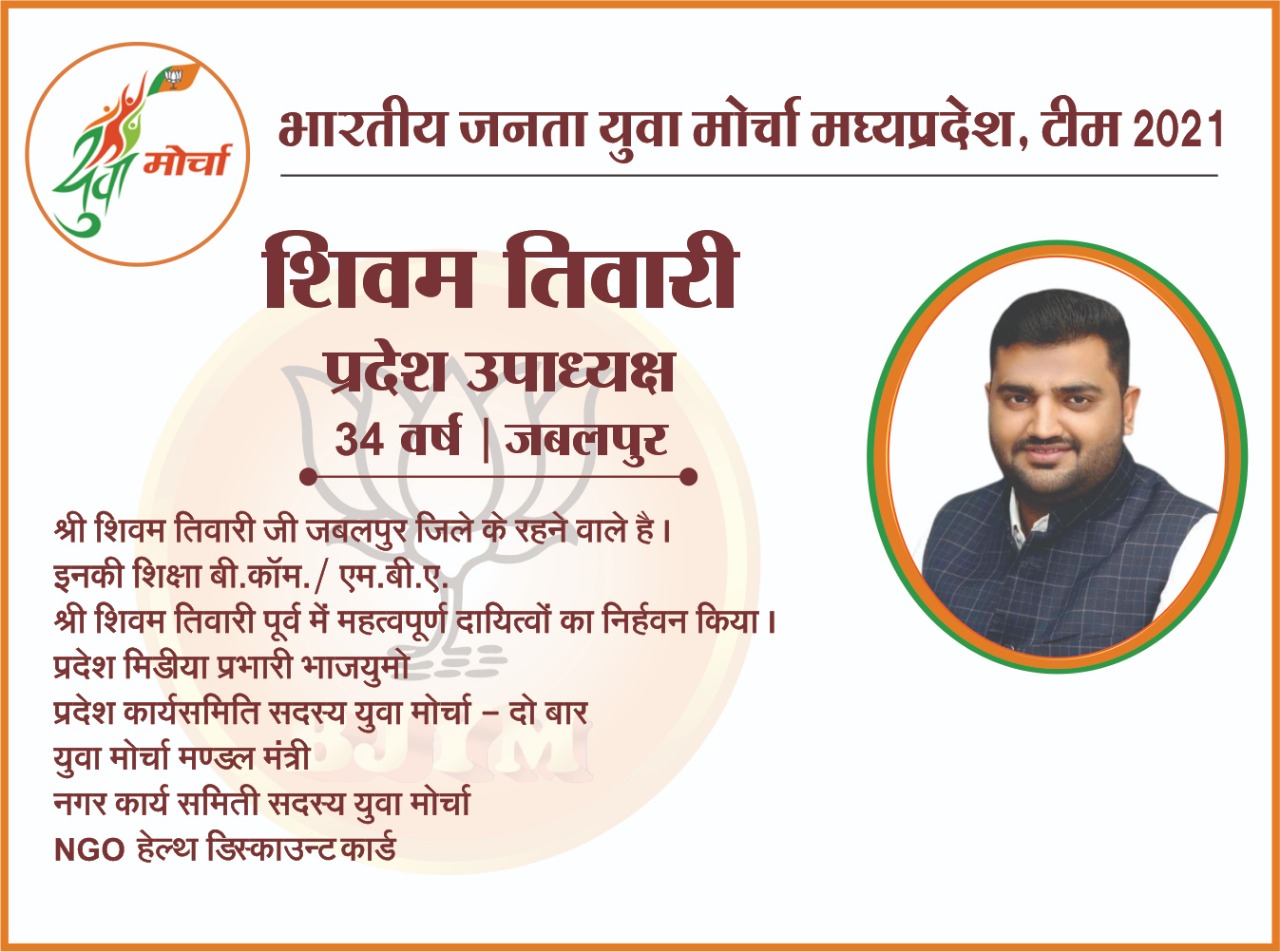 युवा मोर्चा
भारतीय जनता युवा मोर्चा मघ्यप्रदेश, टीम 2021
शिवम तिवारी
प्रदेश उपाध्यक्ष
34 वर्ष | जबलपुर
श्री शिवम तिवारी जी जबलपुर जिले के रहने वाले है ।
इनकी शिक्षा बी.कॉम./ एम.बी.ए.
श्री शिवम तिवारी पूर्व में महत्वपूर्ण दायित्वों का निर्हवन किया ।
प्रदेश मिडीया प्रभारी भाजयुमो
प्रदेश कार्यसमिति सदस्य युवा मोर्चा – दो बार
युवा मोर्चा मण्डल मंत्री
नगर कार्य समिती सदस्य युवा मोर्चा
NGO हेल्थ डिस्काउन्ट कार्ड
BJYM